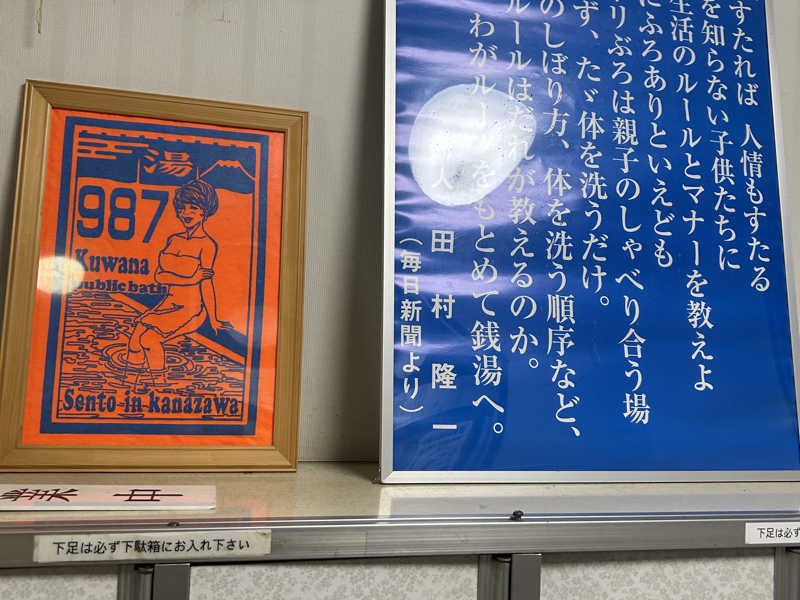 湯
987
Kuwana
public bath
Sento in kanazawa
すたれば 人情もすたる
を知らない子供たちに
生活のルールとマナーを教えよ
にふろありといえども
りぶろは親子のしゃべり合う場
ず、たゞ体を洗うだけ。
のしぼり方、体を洗う順序など、
ルールはだれが教えるのか。
をもとめて銭湯へ。
田村隆一
(毎日新聞より)
下足は必ず下駄箱にお入れ下さい
下足は必ず